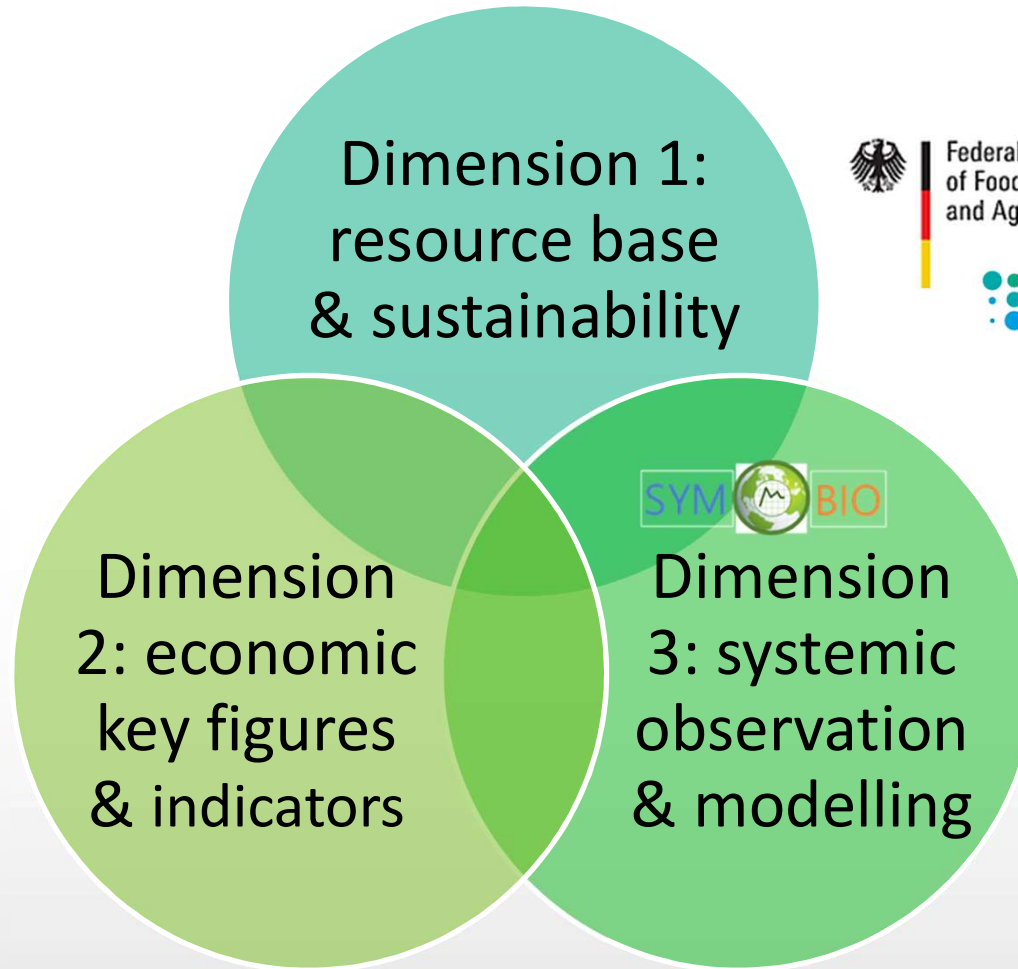 Dimension 1:
resource base
& sustainability
Federal
of Food
and Ag
SYM BIO
Dimension
2: economic
key figures
& indicators
Dimension
3: systemic
observation
& modelling